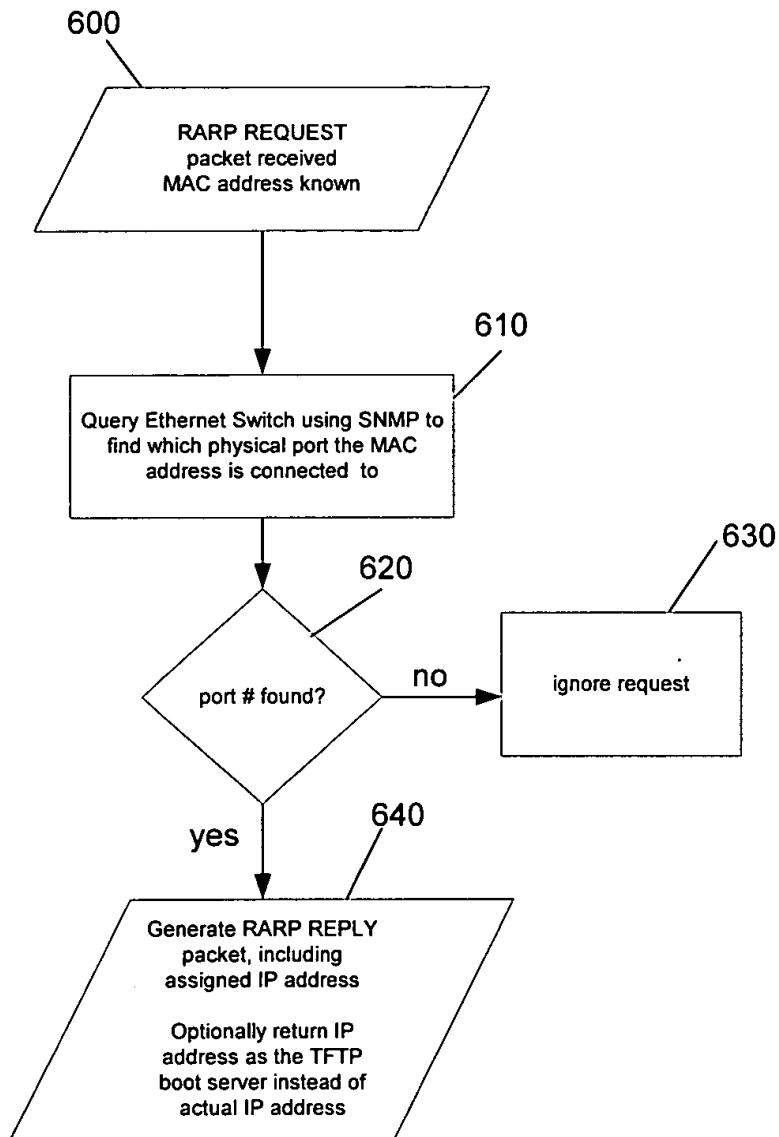 600
RARP REQUEST
packet received
MAC address known
610
Query Ethernet Switch using SNMP to
find which physical port the MAC
address is connected to
620
630
port # found?
no
ignore request
yes
640
Generate RARP REPLY
packet, including
assigned IP address
Optionally return IP
address as the TFTP
boot server instead of
actual IP address